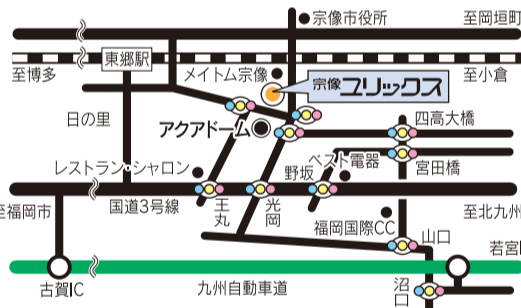 宗像市役所
至岡垣町
東郷駅
至博多
メイトム宗像
宗像ユリックス
至小倉
日の里
アクアドーム
四高大橋
レストラン・シャロン
野坂
ベスト電器
宮田橋
至福岡市
国道3号線
王丸
光岡
福岡国際CC
山口
至北九州
若宮
古賀IC
九州自動車道
沼口